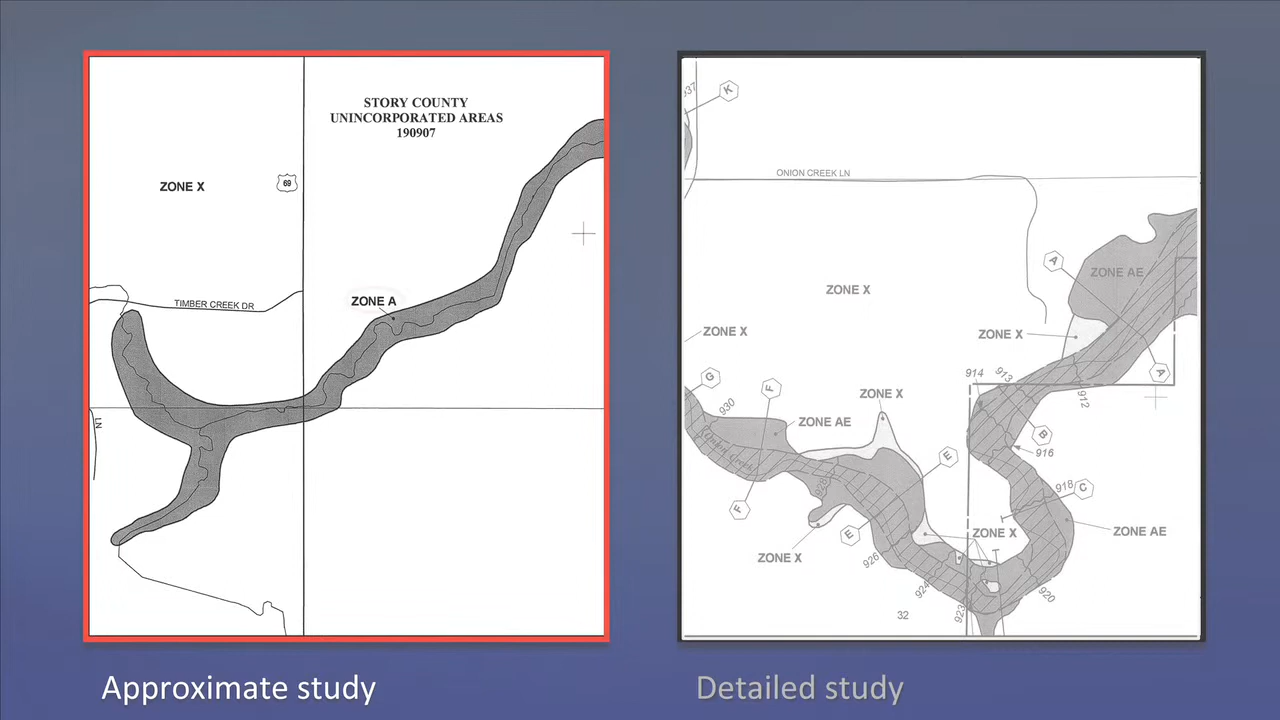 STORY COUNTY
UNINCORPORATED AREAS
190907
ZONE X
69
TIMBER CREEK DR
ZONE A
LN
Approximate study
K
ONION CREEK LN
A
ZONE AE
ZONE X
ZONE X
ZONE X
914
913
912
A
G
F
930
ZONE X
ZONE AE
B
916
E
928
918
C
F
E
ZONE X
ZONE AE
ZONE X
926
924
923
920
32
Detailed study